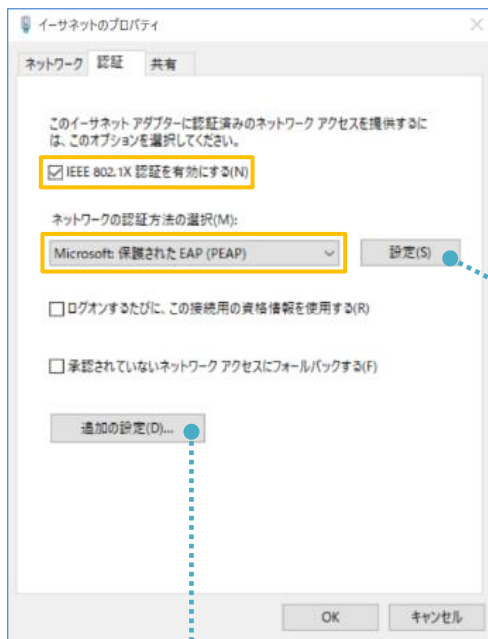 イーサネットのプロパティ
ネットワーク 認証 共有
このイーサネット アダプターに認証済みのネットワーク アクセスを提供するに
は、このオプションを選択してください。
IEEE 802.1X 認証を有効にする(N)
ネットワークの認証方法の選択(M):
Microsoft: 保護された EAP (PEAP)
設定(S)
ログオンするたびに、この接続用の資格情報を使用する(R)
承認されていないネットワーク アクセスにフォールバックする(F)
追加の設定(D)...
OK キャンセル